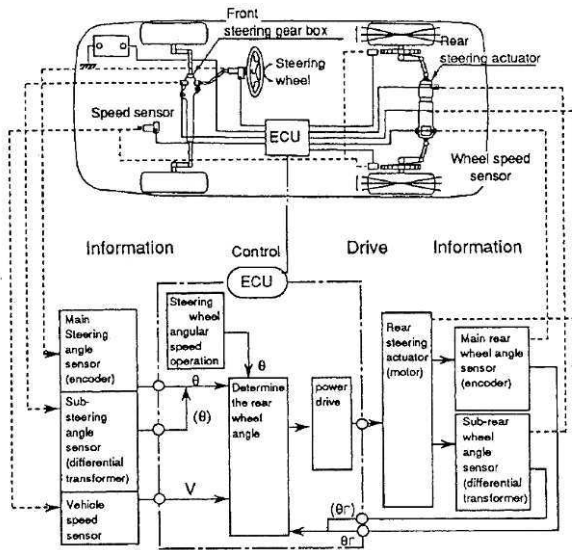 Front
steering gear box
Rear
steering actuator
Steering
wheel
Speed sensor
ECU
Wheel speed
sensor
Information
Control
Drive
Information
ECU
Steering
wheel
angular
speed
operation
θ
Main
Steering
angle
sensor
(encoder)
θ
(θ)
Sub-
steering
angle
sensor
(differential
transformer)
V
Vehicle
speed
sensor
Determine
the rear
wheel
angle
power
drive
Rear
steering
actuator
(motor)
Main rear
wheel angle
sensor
(encoder)
Sub-rear
wheel
angle
sensor
(differential
transformer)
(θr)
θr